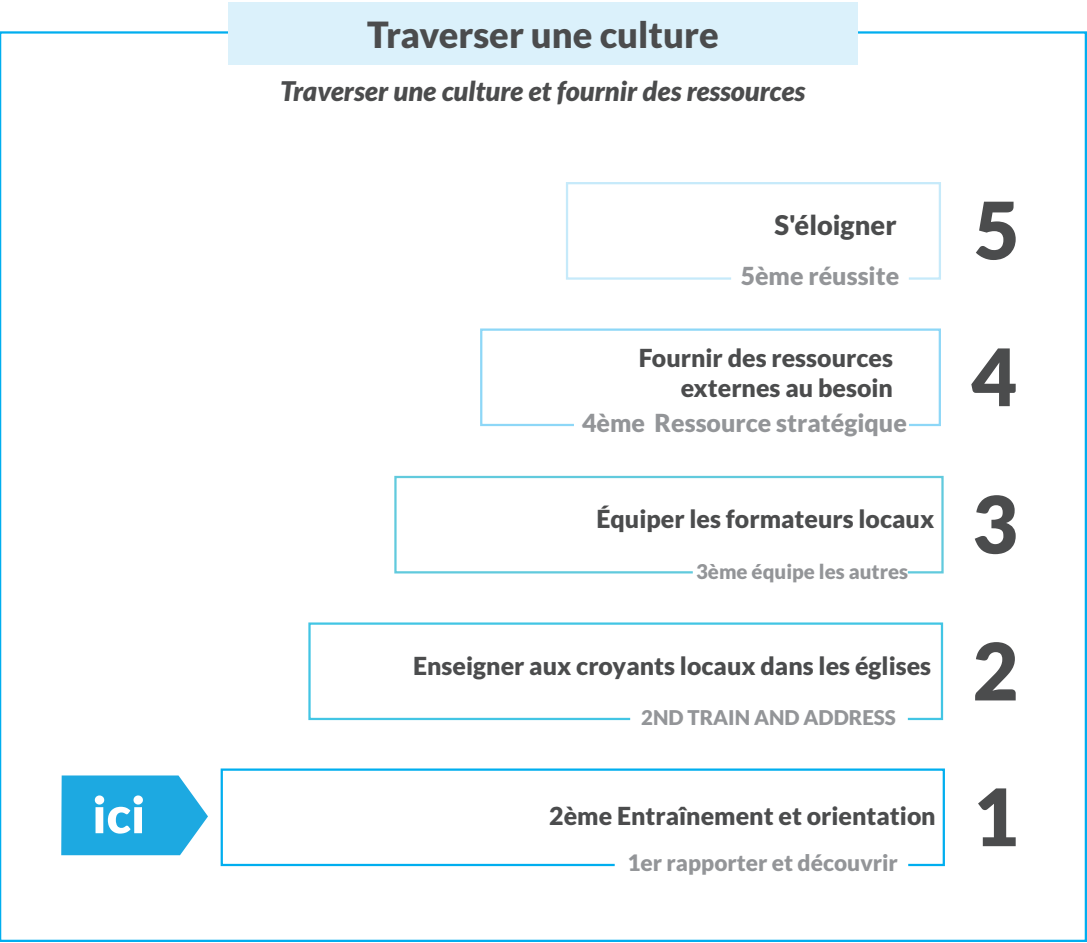 Traverser une culture
Traverser une culture et fournir des ressources
S'éloigner
5
5ème réussite
Fournir des ressources
externes au besoin
4
4ème Ressource stratégique
Équiper les formateurs locaux
3
3ème équipe les autres
Enseigner aux croyants locaux dans les églises
2
2ND TRAIN AND ADDRESS
ici
2ème Entraînement et orientation
1
1er rapporter et découvrir